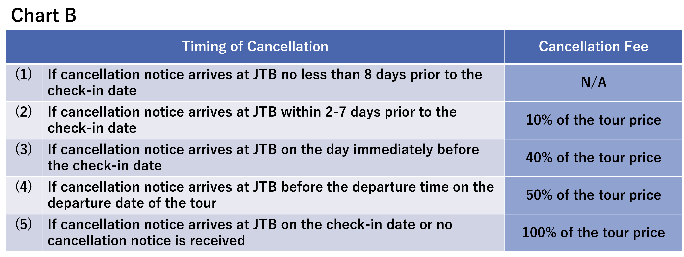 Chart B
Timing of Cancellation
Cancellation Fee
(1) If cancellation notice arrives at JTB no less than 8 days prior to the
check-in date
N/A
(2) If cancellation notice arrives at JTB within 2-7 days prior to the
check-in date
10% of the tour price
(3) If cancellation notice arrives at JTB on the day immediately before
the check-in date
40% of the tour price
(4) If cancellation notice arrives at JTB before the departure time on the
departure date of the tour
50% of the tour price
(5) If cancellation notice arrives at JTB on the check-in date or no
cancellation notice is received
100% of the tour price